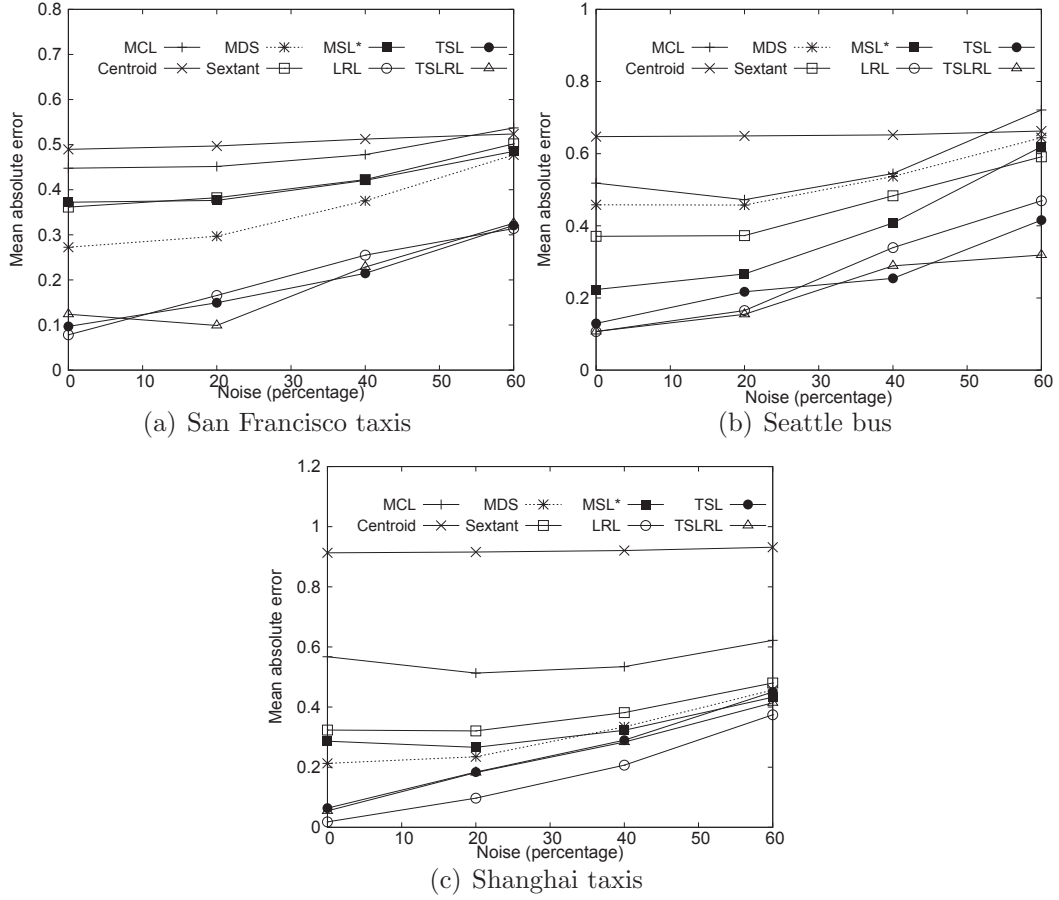 0.8
0.7
0.6
0.5
0.4
0.3
0.2
0.1
0
Mean absolute error
MCL MDS MSL* TSL
Centroid Sextant LRL TSLRL
0 10 20 30 40 50 60
Noise (percentage)
(a) San Francisco taxis
1
0.8
0.6
0.4
0.2
0
Mean absolute error
MCL MDS MSL* TSL
Centroid Sextant LRL TSLRL
0 10 20 30 40 50 60
Noise (percentage)
(b) Seattle bus
1.2
1
0.8
0.6
0.4
0.2
0
Mean absolute error
MCL MDS MSL* TSL
Centroid Sextant LRL TSLRL
0 10 20 30 40 50 60
Noise (percentage)
(c) Shanghai taxis